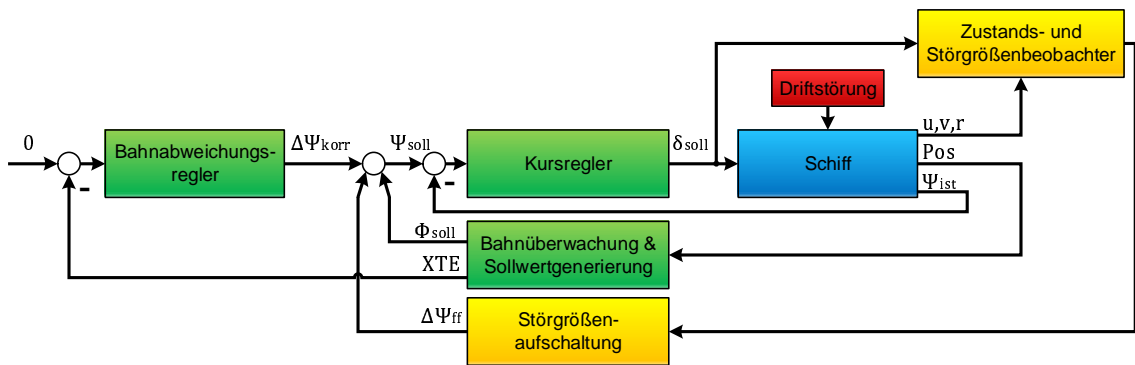 Zustands- und
Störgrößenbeobachter
Driftstörung
0
Bahnabweichungs-
regler
ΔΨkorr
Ψsoll
Kursregler
δsoll
Schiff
u,v,r
Pos
Ψist
-
-
Φsoll
XTE
Bahnüberwachung &
Sollwertgenerierung
ΔΨff
Störgrößen-
aufschaltung